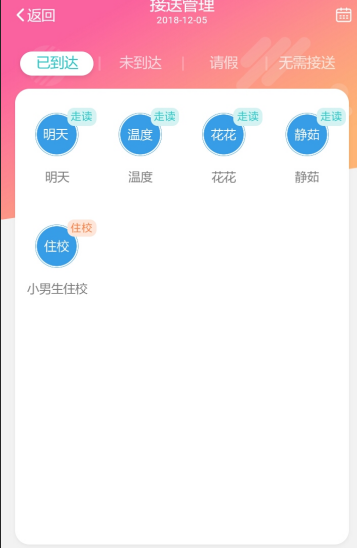 返回
接送管理
2018-12-05
已到达 | 未到达 | 请假 | 无需接送
走读 走读 走读 走读
明天 温度 花花 静茹
明天 温度 花花 静茹
住校
住校
小男生住校